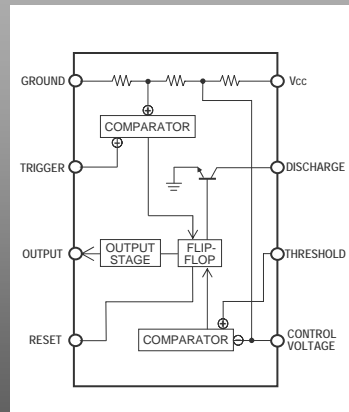 GROUND
VCC
COMPARATOR
TRIGGER
DISCHARGE
OUTPUT
OUTPUT
STAGE
FLIP-
FLOP
THRESHOLD
RESET
COMPARATOR
CONTROL
VOLTAGE